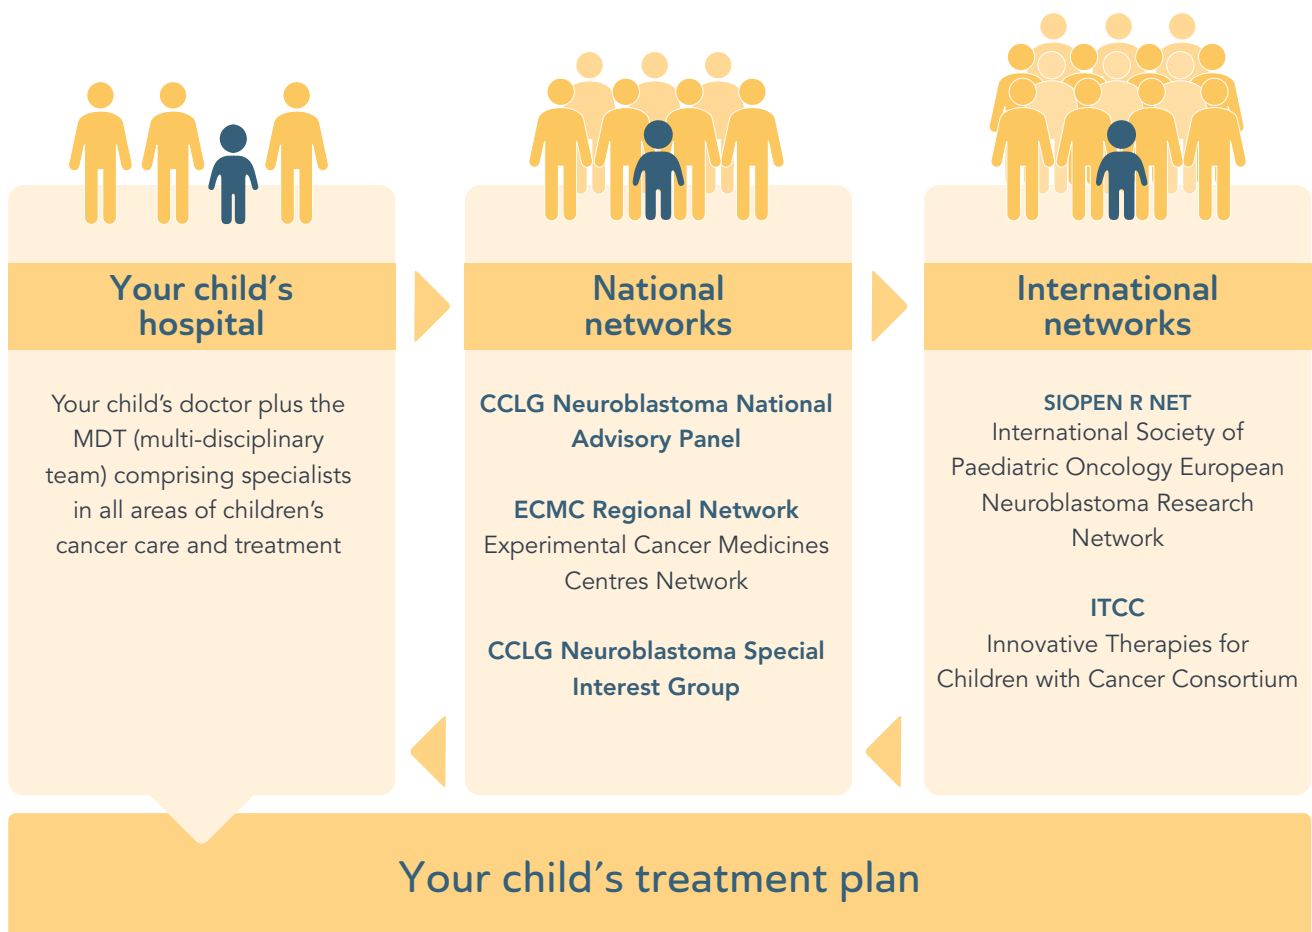 Your child's
hospital
Your child's doctor plus the
MDT (multi-disciplinary
team) comprising specialists
in all areas of children's
cancer care and treatment
National
networks
CCLG Neuroblastoma National
Advisory Panel
ECMC Regional Network
Experimental Cancer Medicines
Centres Network
CCLG Neuroblastoma Special
Interest Group
International
networks
SIOPEN R NET
International Society of
Paediatric Oncology European
Neuroblastoma Research
Network
ITCC
Innovative Therapies for
Children with Cancer Consortium
Your child's treatment plan